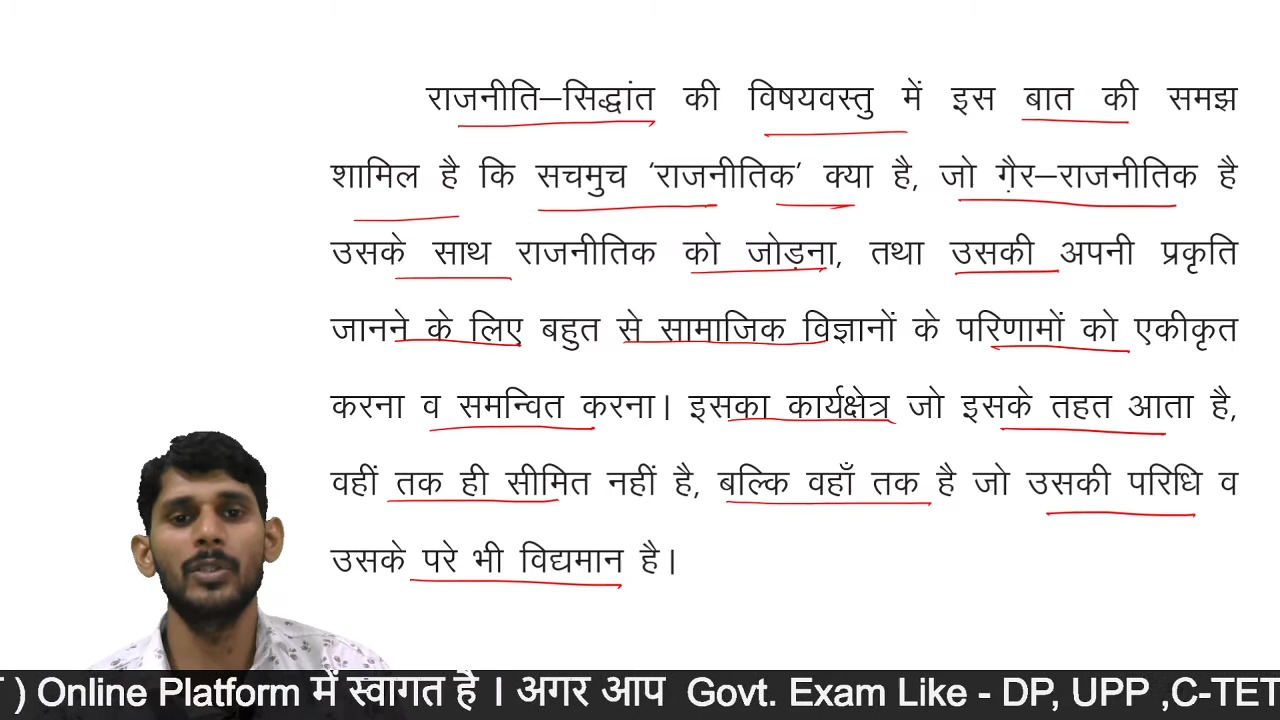 राजनीति–सिद्धांत की विषयवस्तु में इस बात की समझ
शामिल है कि सचमुच ‘राजनीतिक’ क्या है, जो ग़ैर–राजनीतिक है
उसके साथ राजनीतिक को जोड़ना, तथा उसकी अपनी प्रकृति
जानने के लिए बहुत से सामाजिक विज्ञानों के परिणामों को एकीकृत
करना व समन्वित करना। इसका कार्यक्षेत्र जो इसके तहत आता है,
वहीं तक ही सीमित नहीं है, बल्कि वहाँ तक है जो उसकी परिधि व
उसके परे भी विद्यमान है।
) Online Platform में स्वागत है । अगर आप Govt. Exam Like - DP, UPP ,C-TET